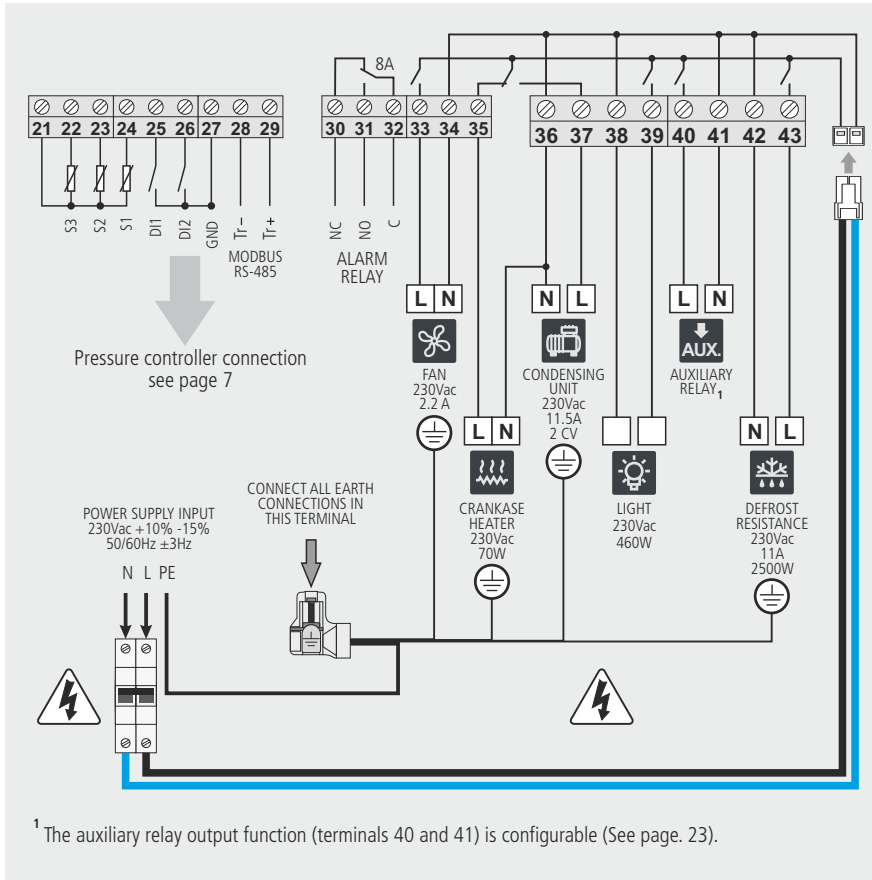 8A
21 22 23 24 25 26 27 28 29
30 31 32 33 34 35
36 37 38 39 40 41 42 43
S3 S2 S1 DI1 DI2 GND Tr- Tr+
MODBUS
RS-485
NC NO C
ALARM
RELAY
Pressure controller connection
see page 7
L N
FAN
230Vac
2.2 A
N L
CONDENSING
UNIT
230Vac
11.5A
2 CV
L N
AUX.
AUXILIARY
RELAY1
L N
CRANKASE
HEATER
230Vac
70W
LIGHT
230Vac
460W
N L
DEFROST
RESISTANCE
230Vac
11A
2500W
CONNECT ALL EARTH
CONNECTIONS IN
THIS TERMINAL
POWER SUPPLY INPUT
230Vac +10% -15%
50/60Hz ±3Hz
N L PE
1 The auxiliary relay output function (terminals 40 and 41) is configurable (See page. 23).